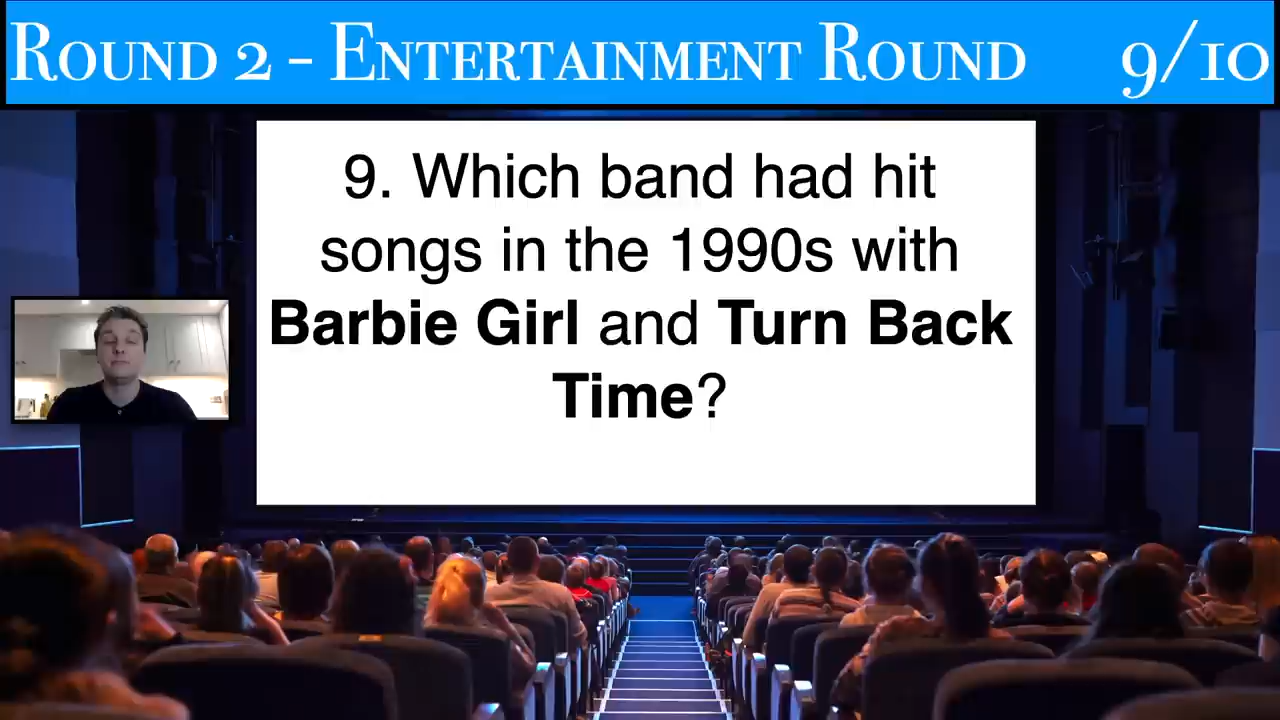 Round 2 - Entertainment Round 9/10
9. Which band had hit
songs in the 1990s with
Barbie Girl and Turn Back
Time?